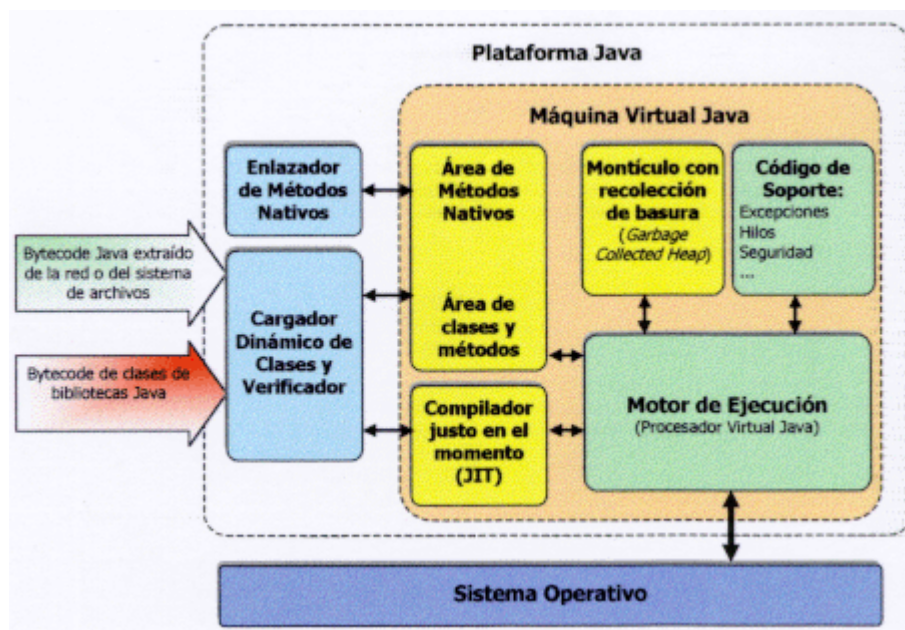 Plataforma Java
Máquina Virtual Java
Enlazador
de Métodos
Nativos
Área de
Métodos
Nativos
Área de
clases y
métodos
Montículo con
recolección
de basura
(Garbage
Collected Heap)
Código de
Soporte:
Excepciones
Hilos
Seguridad
...
Bytecode Java extraído
de la red o del sistema
de archivos
Cargador
Dinámico de
Clases y
Verificador
Bytecode de clases de
bibliotecas Java
Compilador
justo en el
momento
(JIT)
Motor de Ejecución
(Procesador Virtual Java)
Sistema Operativo